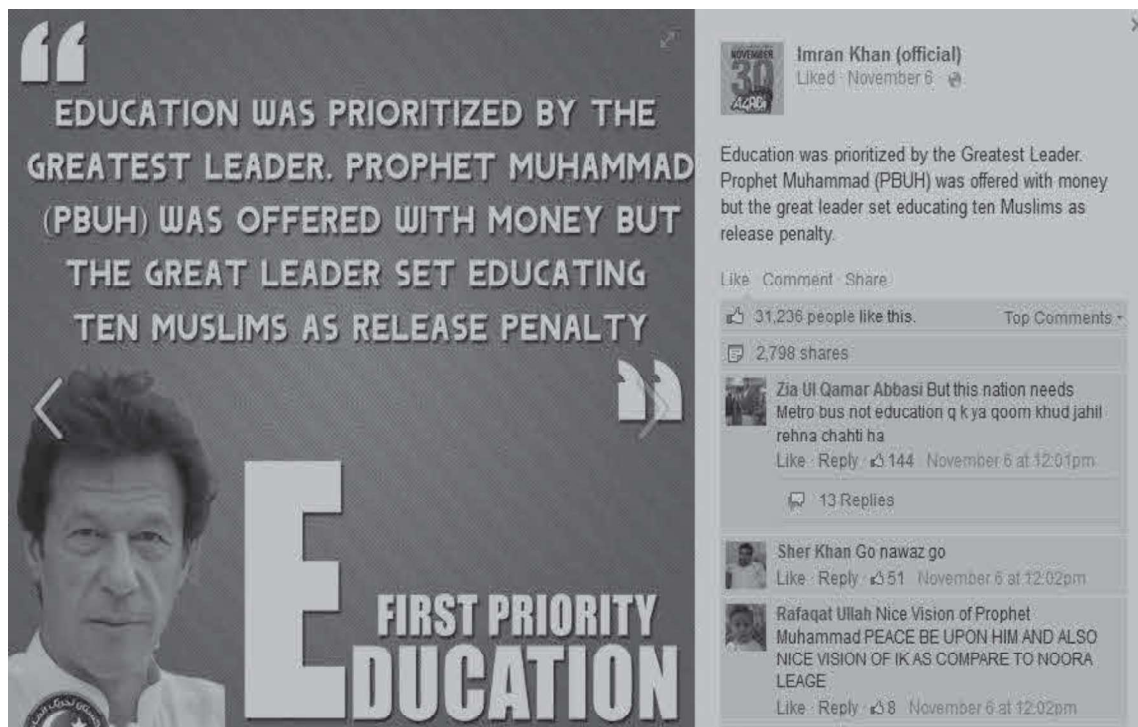 EDUCATION WAS PRIORITIZED BY THE
GREATEST LEADER. PROPHET MUHAMMAD
(PBUH) WAS OFFERED WITH MONEY BUT
THE GREAT LEADER SET EDUCATING
TEN MUSLIMS AS RELEASE PENALTY
FIRST PRIORITY
EDUCATION
NOVEMBER
30
AZADI
Imran Khan (official)
Liked · November 6
Education was prioritized by the Greatest Leader.
Prophet Muhammad (PBUH) was offered with money
but the great leader set educating ten Muslims as
release penalty.
Like Comment · Share
31,236 people like this. Top Comments
2,798 shares
Zia Ul Qamar Abbasi But this nation needs
Metro bus not education q k ya qoom khud jahil
rehna chahti ha
Like · Reply · 144 · November 6 at 12:01pm
13 Replies
Sher Khan Go nawaz go
Like · Reply · 51 · November 6 at 12:02pm
Rafaqat Ullah Nice Vision of Prophet
Muhammad PEACE BE UPON HIM AND ALSO
NICE VISION OF IK AS COMPARE TO NOORA
LEAGE
Like · Reply · 8 · November 6 at 12:02pm